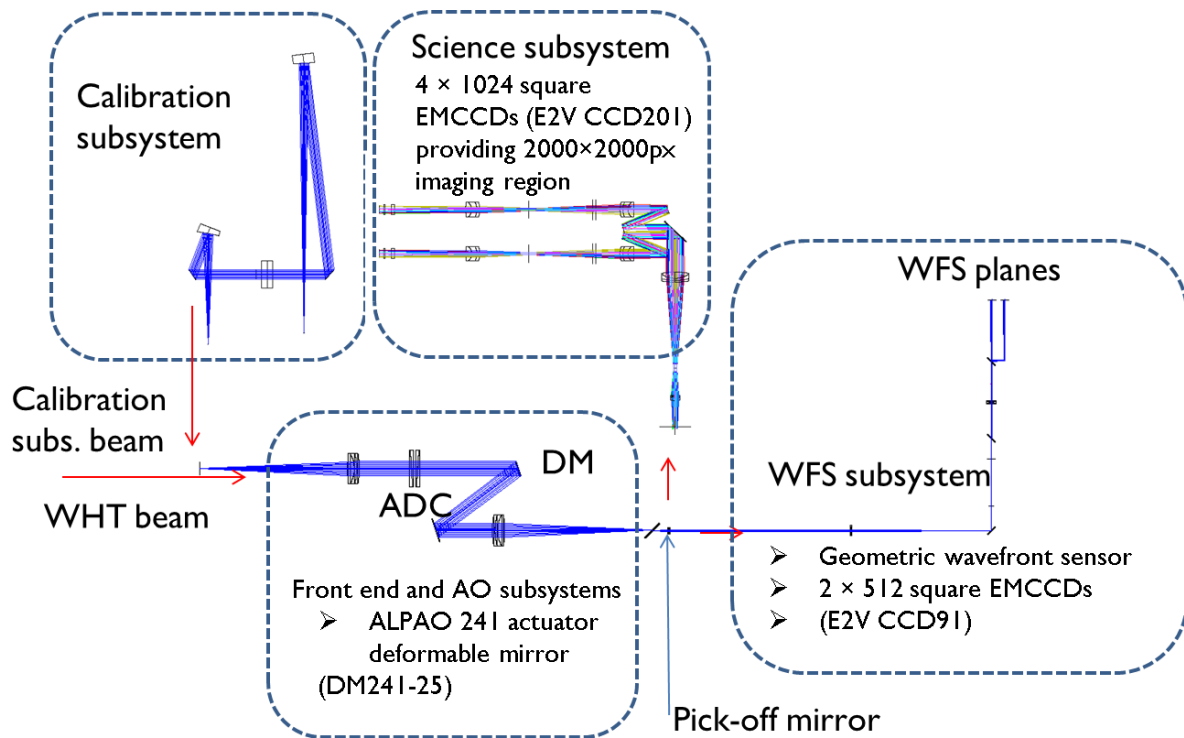 Calibration
subsystem
Science subsystem
4 × 1024 square
EMCCDs (E2V CCD201)
providing 2000×2000px
imaging region
WFS planes
Calibration
subs. beam
WHT beam
DM
ADC
WFS subsystem
Front end and AO subsystems
➢ ALPAO 241 actuator
deformable mirror
(DM241-25)
➢ Geometric wavefront sensor
➢ 2 × 512 square EMCCDs
➢ (E2V CCD91)
Pick-off mirror